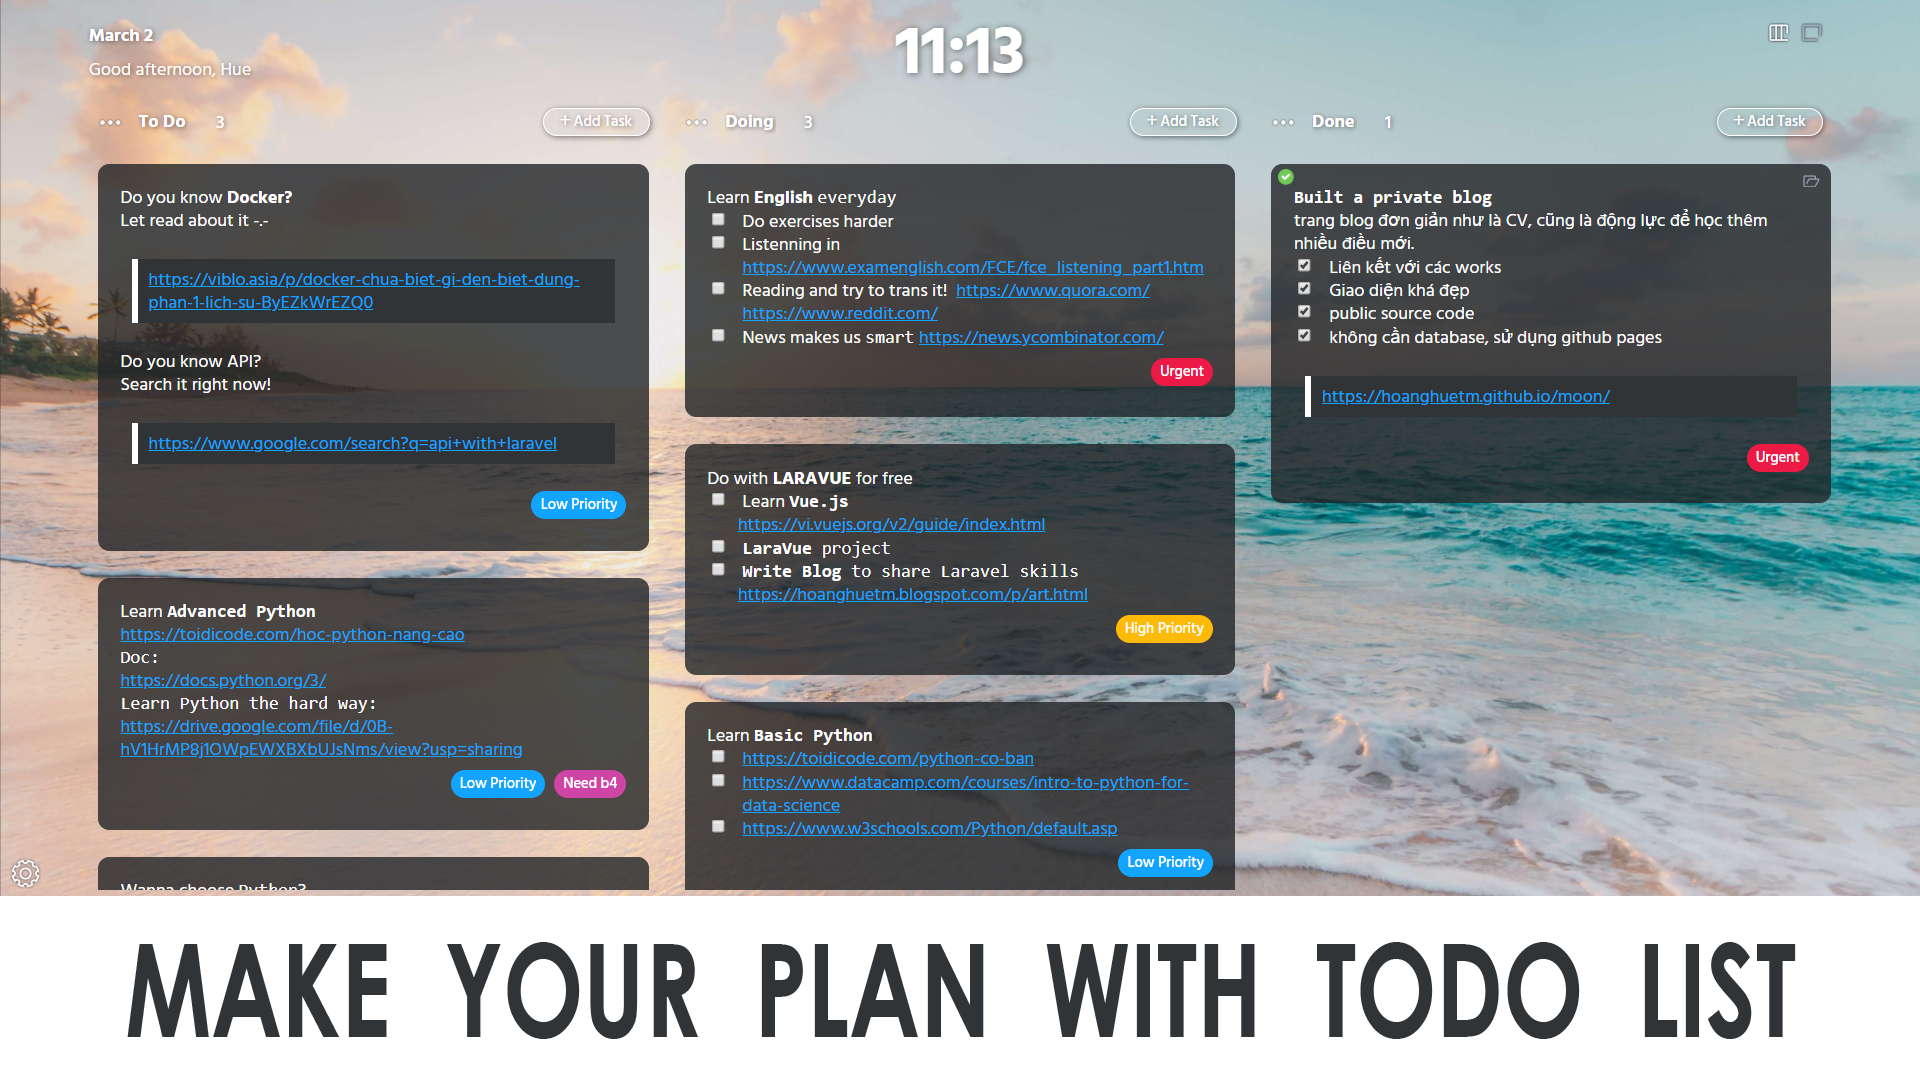 March 2
Good afternoon, Hue
11:13
To Do 3
+ Add Task
Do you know Docker?
Let read about it -.-
https://viblo.asia/p/docker-chua-biet-gi-den-biet-dung-
phan-1-lich-su-ByEZkWrEZQ0
Do you know API?
Search it right now!
https://www.google.com/search?q=api+with+laravel
Low Priority
Learn Advanced Python
https://toidicode.com/hoc-python-nang-cao
Doc:
https://docs.python.org/3/
Learn Python the hard way:
https://drive.google.com/file/d/0B-
hV1HrMP8j1OWpEWXBXbUJsNms/view?usp=sharing
Low Priority Need b4
Wanna choose Python?
Doing 3
+ Add Task
Learn English everyday
Do exercises harder
Listenning in
https://www.examenglish.com/FCE/fce_listening_part1.htm
Reading and try to trans it! https://www.quora.com/
https://www.reddit.com/
News makes us smart https://news.ycombinator.com/
Urgent
Do with LARAVUE for free
Learn Vue.js
https://vi.vuejs.org/v2/guide/index.html
LaraVue project
Write Blog to share Laravel skills
https://hoanghuetm.blogspot.com/p/art.html
High Priority
Learn Basic Python
https://toidicode.com/python-co-ban
https://www.datacamp.com/courses/intro-to-python-for-
data-science
https://www.w3schools.com/Python/default.asp
Low Priority
Done 1
+ Add Task
Built a private blog
trang blog đơn giản như là CV, cũng là động lực để học thêm
nhiều điều mới.
Liên kết với các works
Giao diện khá đẹp
public source code
không cần database, sử dụng github pages
https://hoanghuetm.github.io/moon/
Urgent
MAKE YOUR PLAN WITH TODO LIST